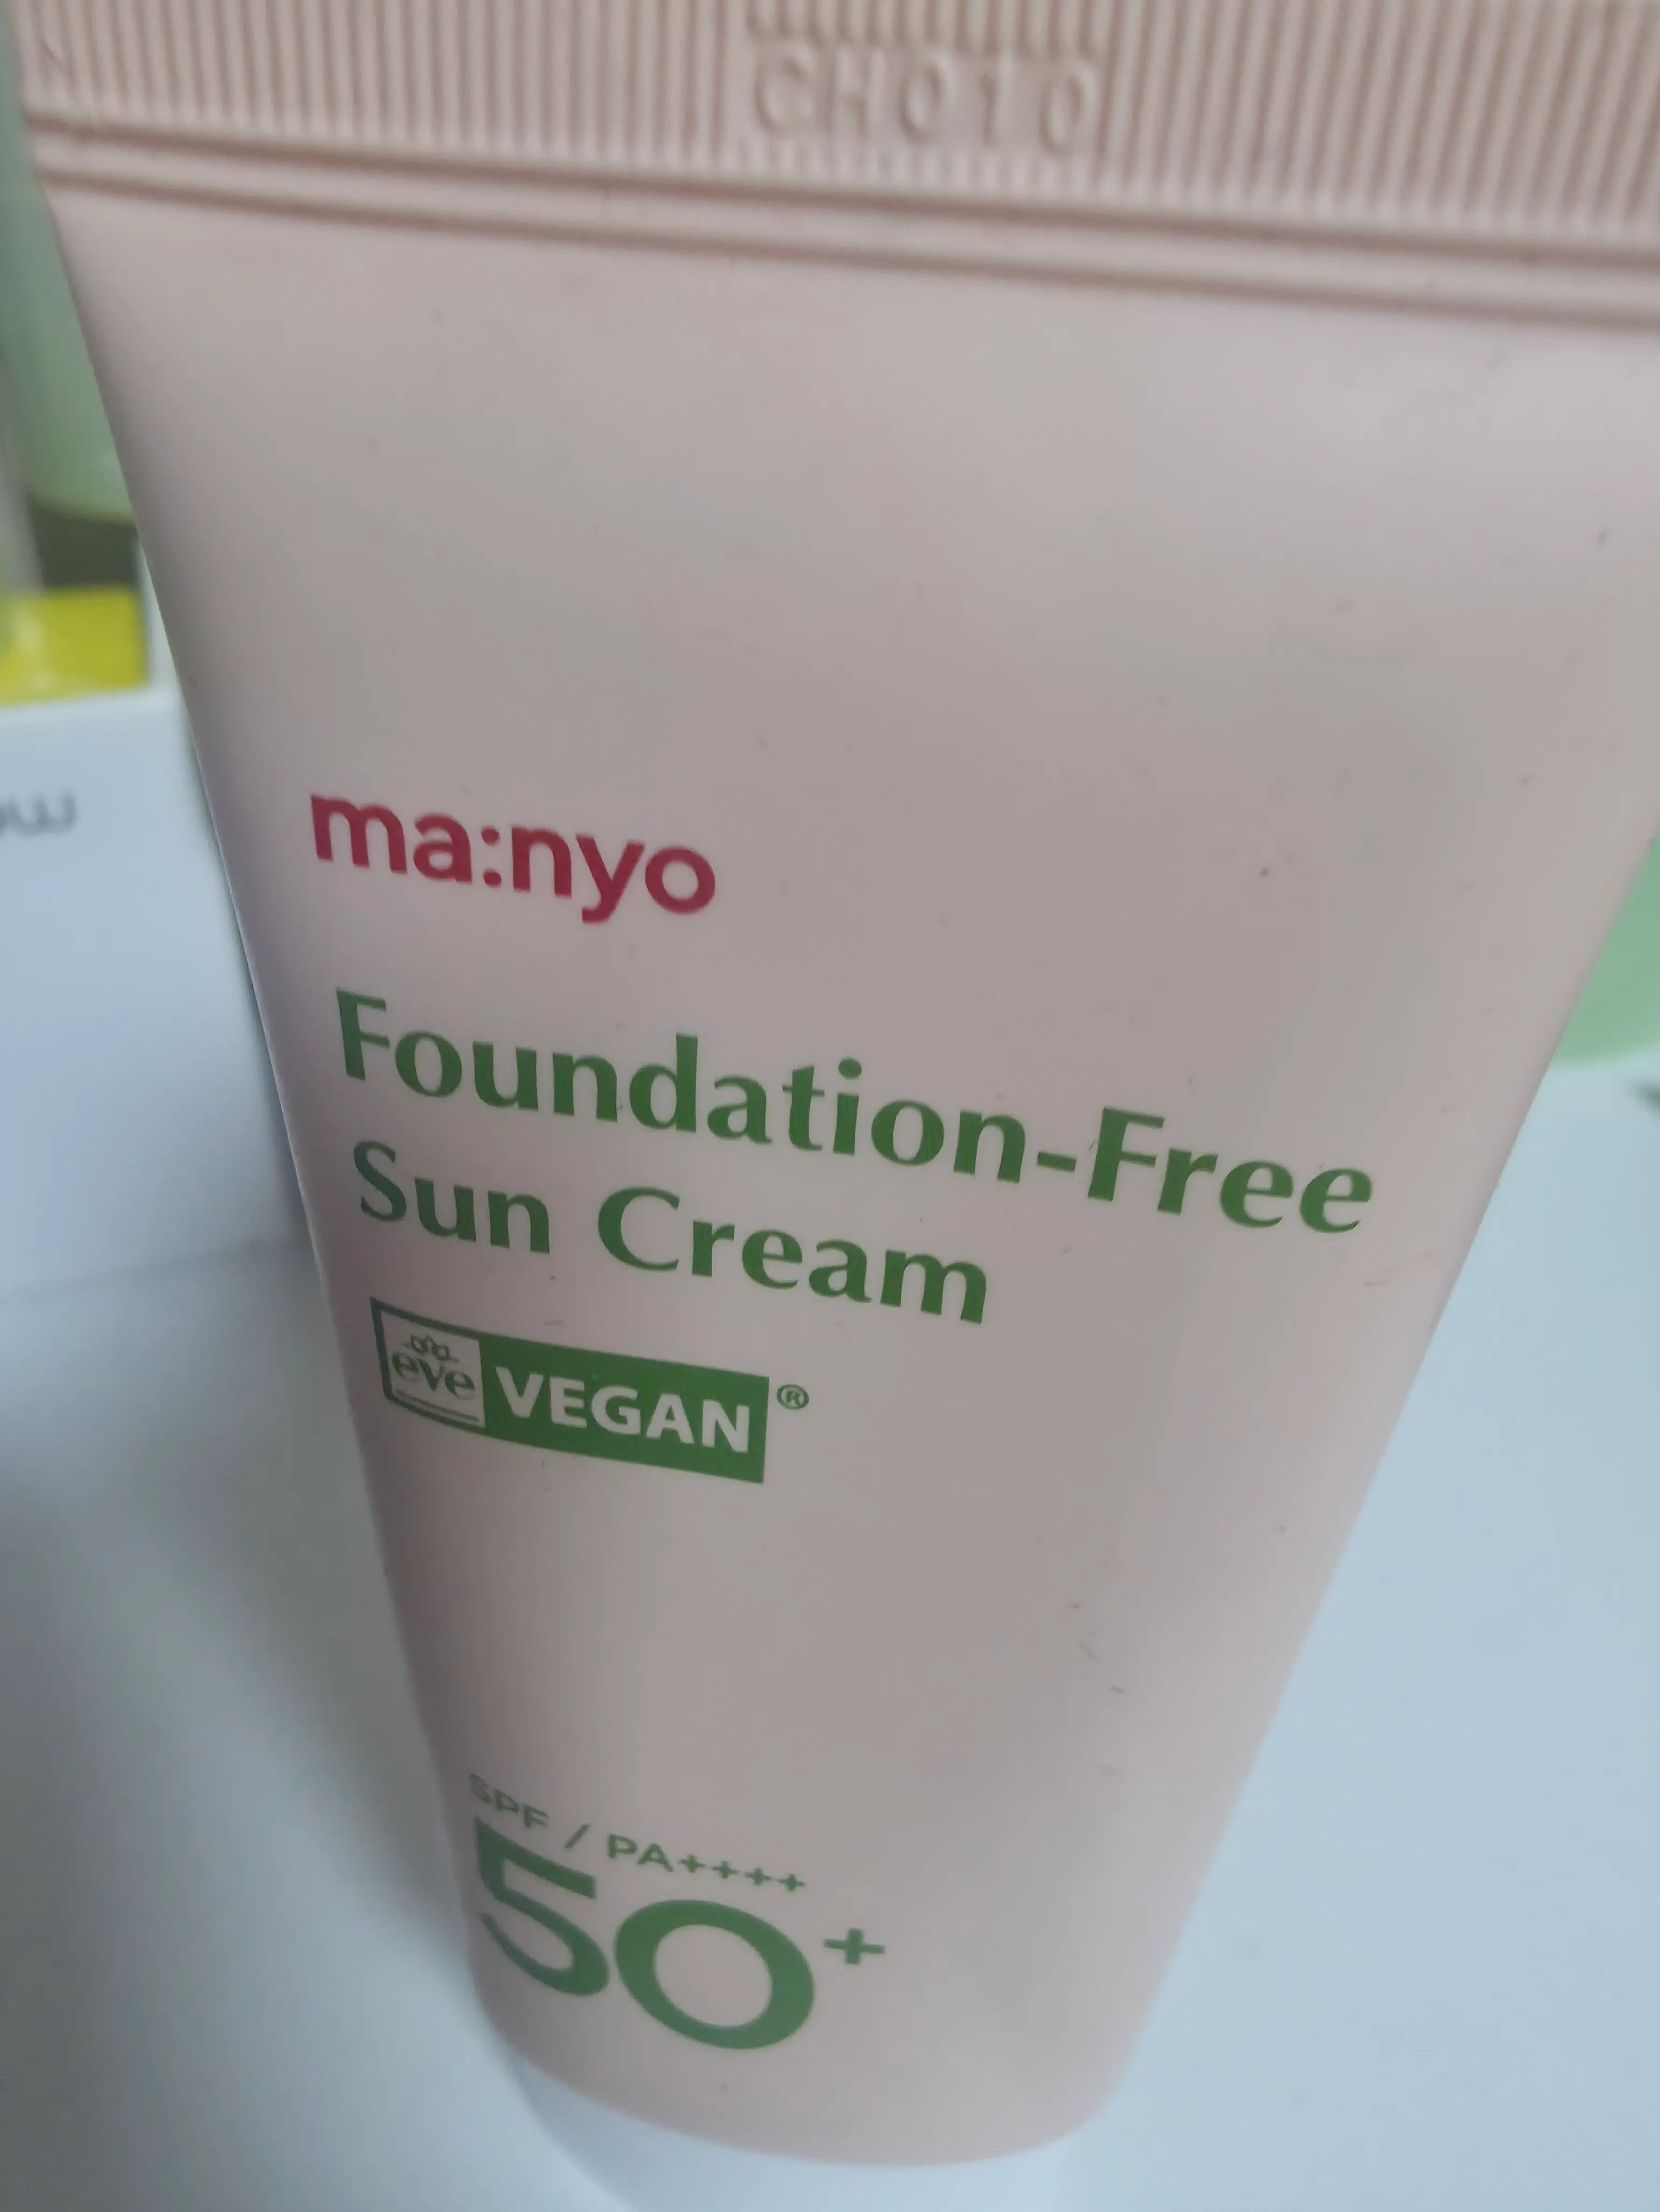 CH010
ma:nyo
Foundation-Free
Sun Cream
eve VEGAN®
SPF / PA++++
50+